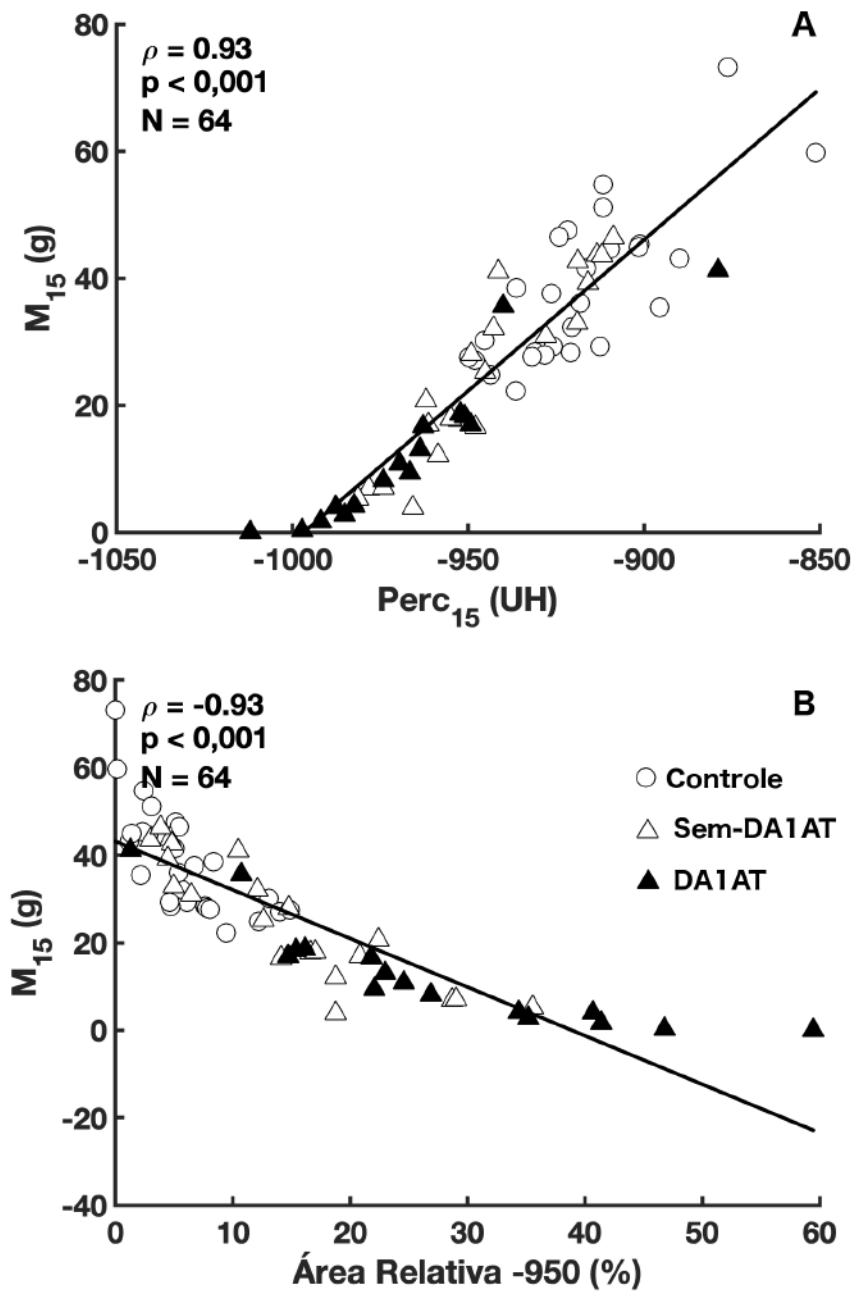 A
ρ = 0.93
p < 0,001
N = 64
80
60
40
20
0
M15 (g)
-1050 -1000 -950 -900 -850
Perc15 (UH)
B
ρ = -0.93
p < 0,001
N = 64
Controle
Sem-DA1AT
DA1AT
80
60
40
20
0
-20
-40
M15 (g)
0 10 20 30 40 50 60
Área Relativa -950 (%)